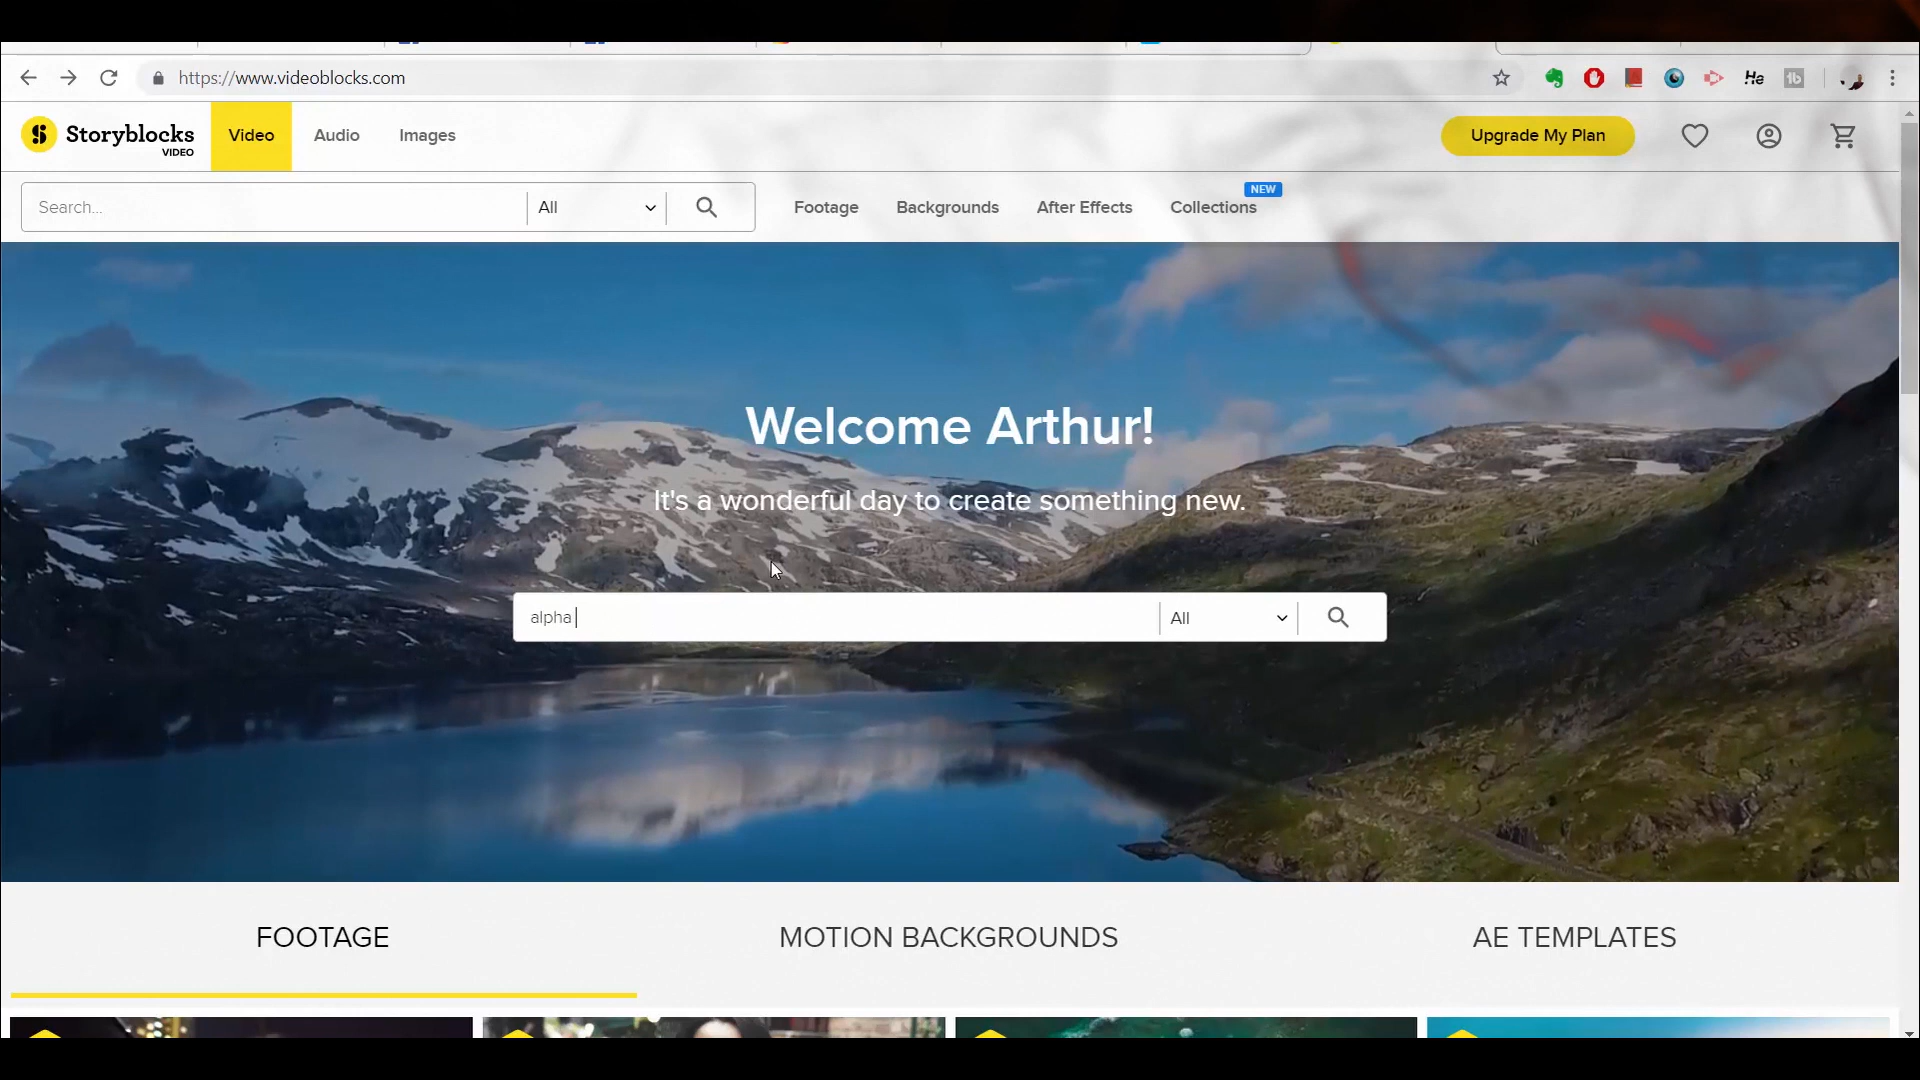 https://www.videoblocks.com
Storyblocks
VIDEO
Video
Audio
Images
Upgrade My Plan
Search...
All
Footage
Backgrounds
After Effects
Collections
NEW
Welcome Arthur!
It's a wonderful day to create something new.
alpha
All
FOOTAGE
MOTION BACKGROUNDS
AE TEMPLATES